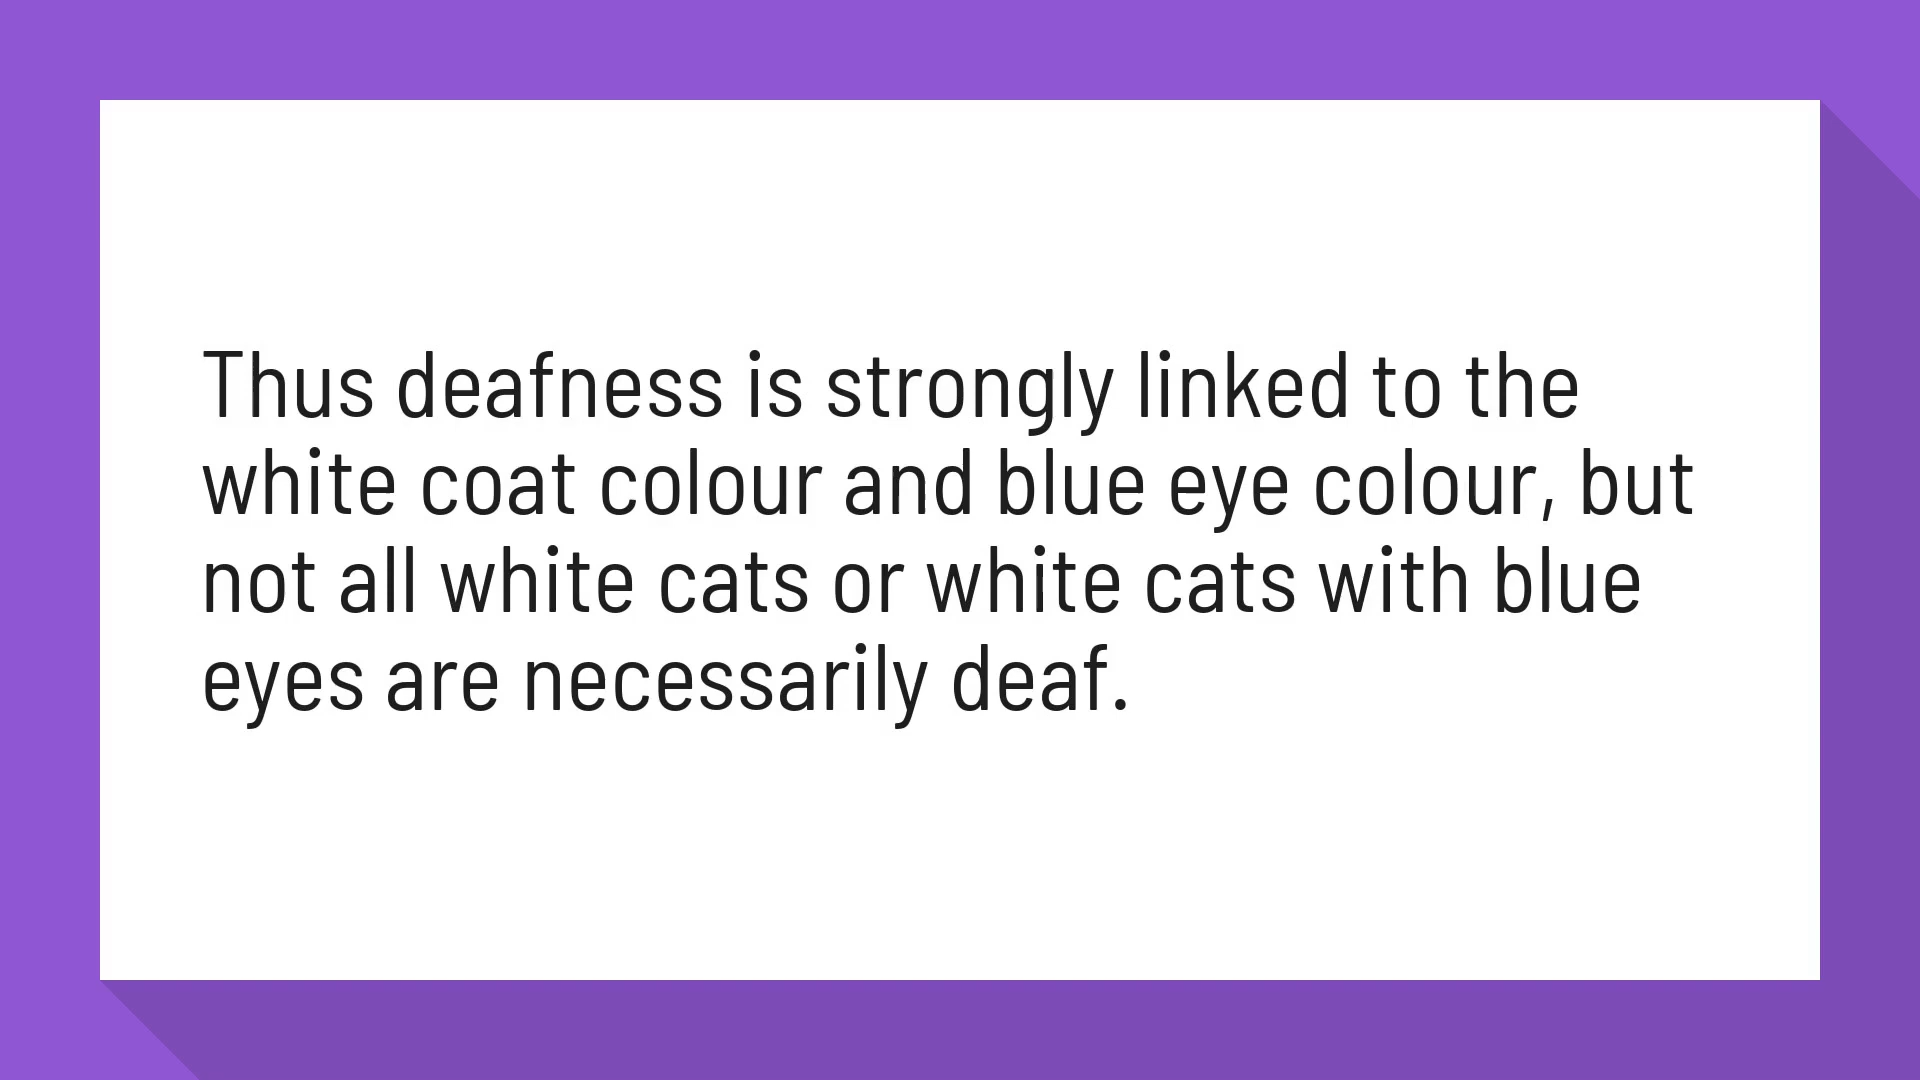 Thus deafness is strongly linked to the
white coat colour and blue eye colour, but
not all white cats or white cats with blue
eyes are necessarily deaf.